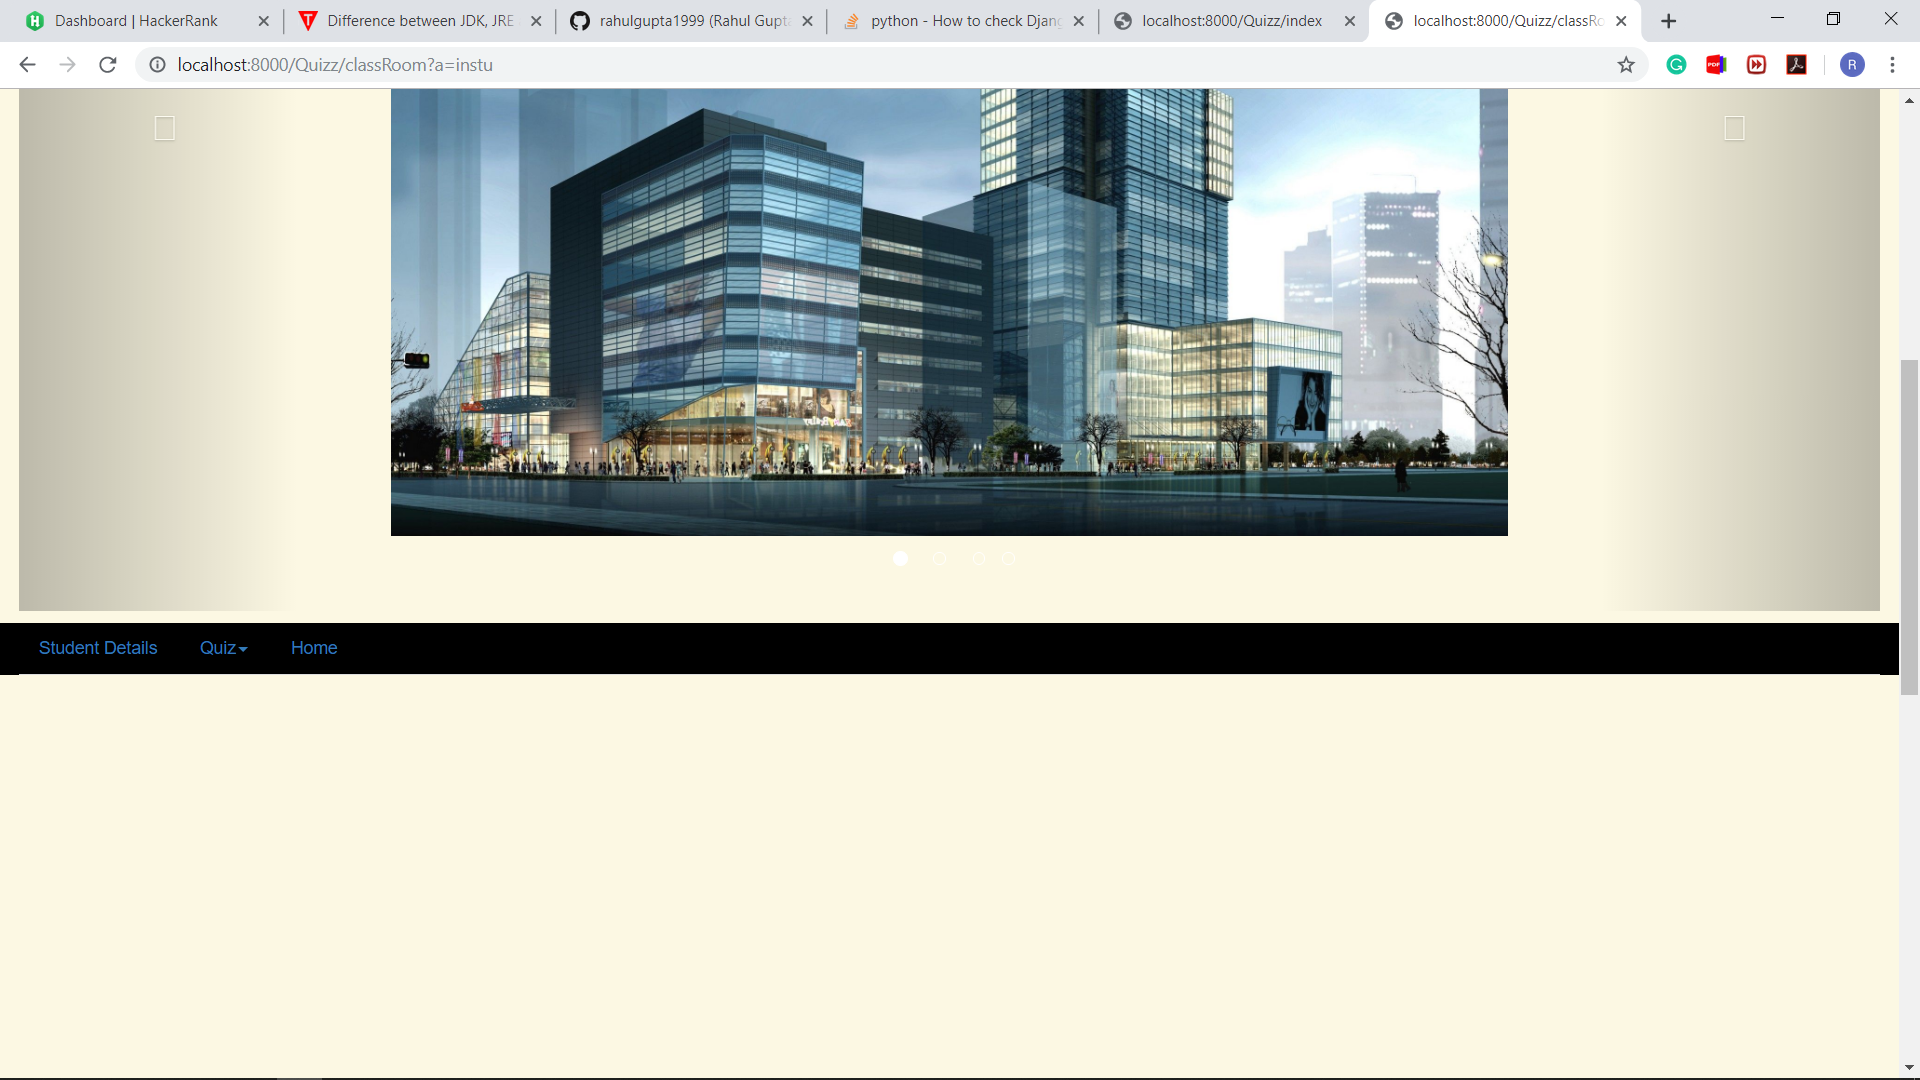 Dashboard | HackerRank
Difference between JDK, JRE
rahulgupta1999 (Rahul Gupt
python - How to check Djan
localhost:8000/Quizz/index
localhost:8000/Quizz/classRo
localhost:8000/Quizz/classRoom?a=instu
R
Student Details
Quiz
Home